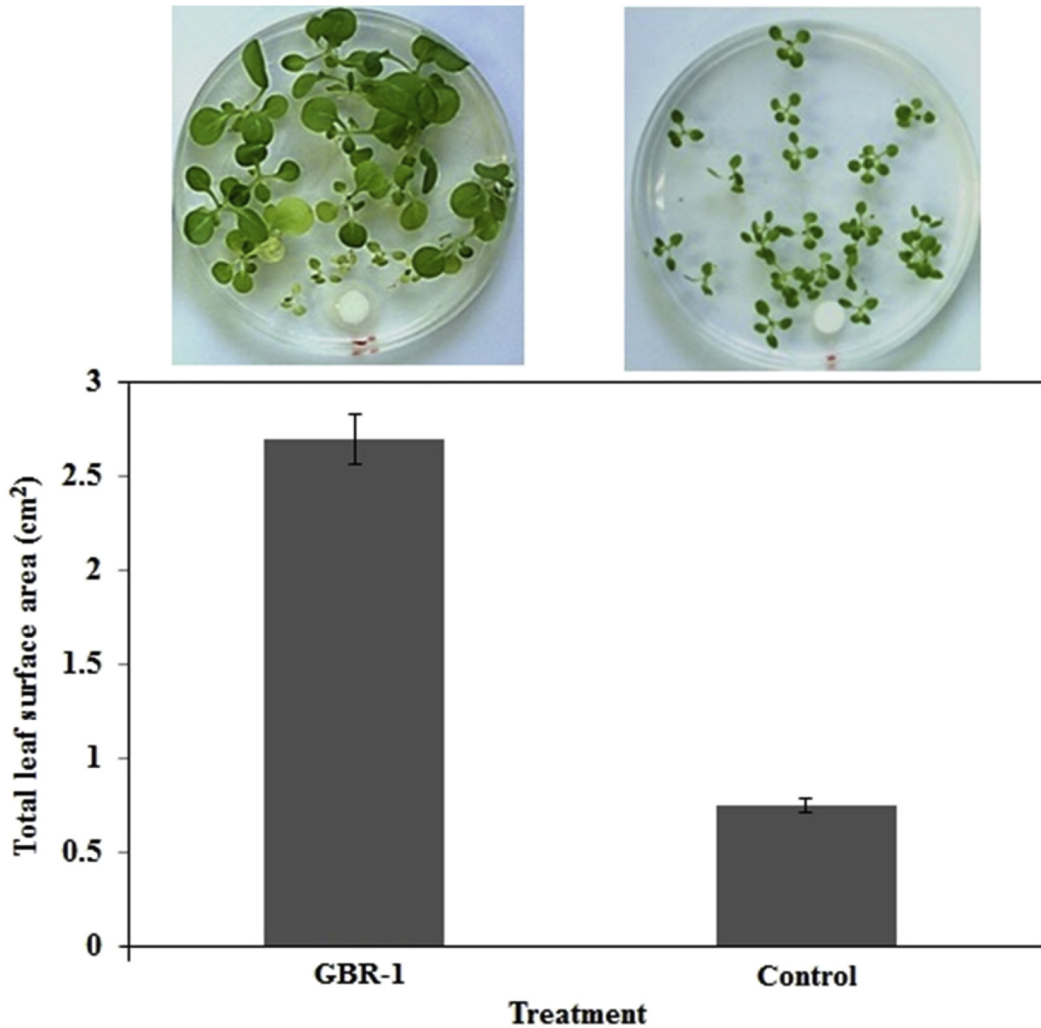 3
2.5
2
1.5
1
0.5
0
Total leaf surface area (cm²)
GBR-1
Control
Treatment